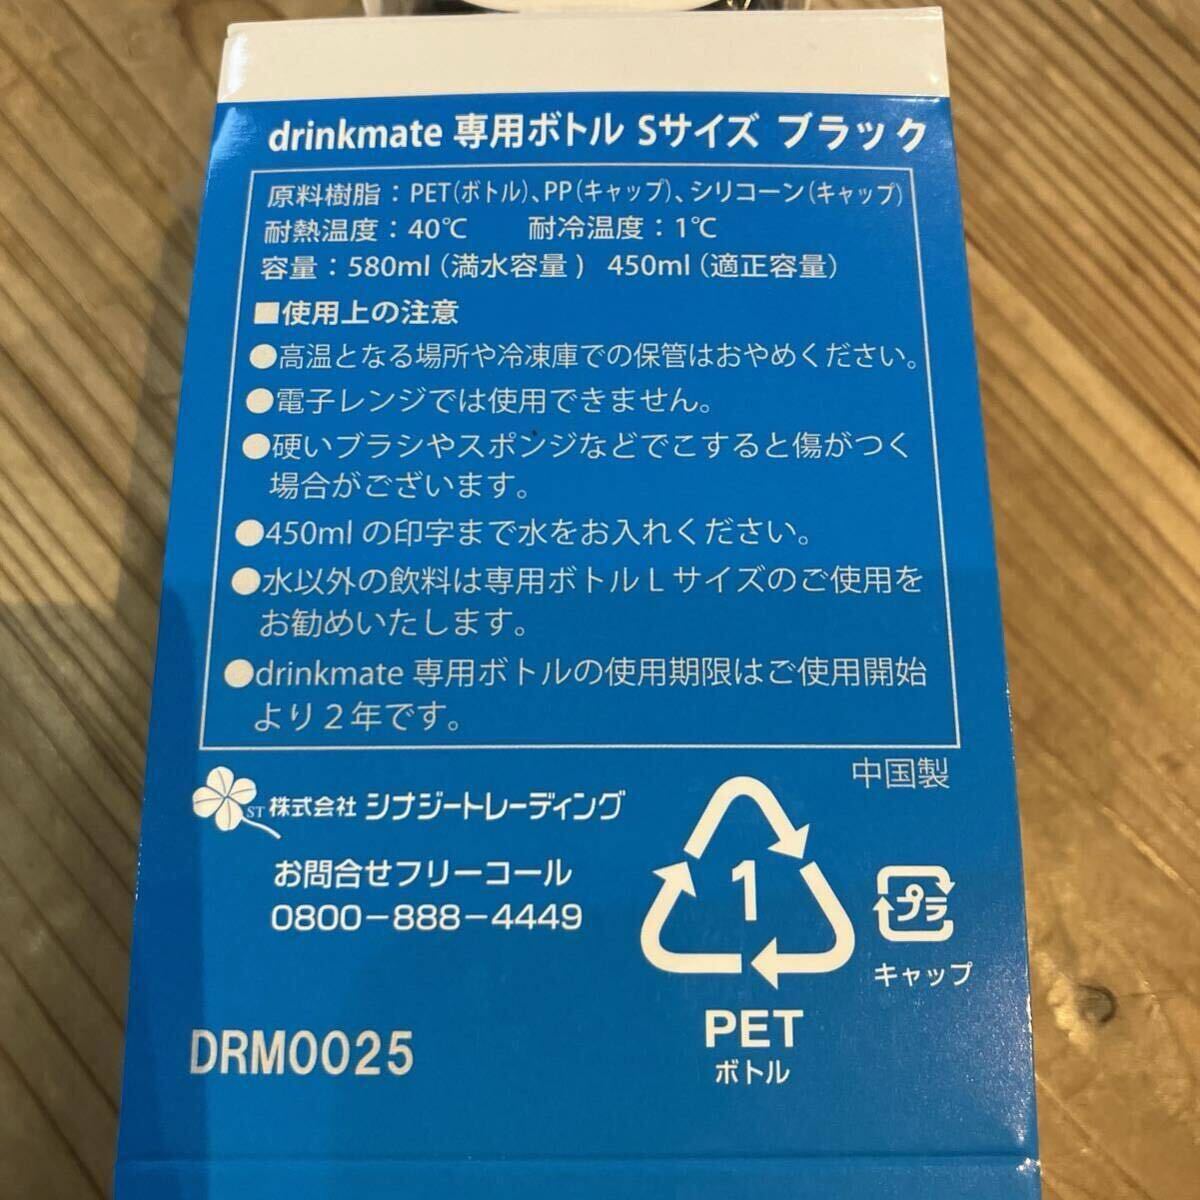 drinkmate 専用ボトル Sサイズ ブラック
原料樹脂：PET(ボトル)、PP(キャップ)、シリコーン(キャップ)
耐熱温度：40℃　耐冷温度：1℃
容量：580ml（満水容量）450ml（適正容量）
■使用上の注意
●高温となる場所や冷凍庫での保管はおやめください。
●電子レンジでは使用できません。
●硬いブラシやスポンジなどでこすると傷がつく
場合がございます。
●450ml の印字まで水をお入れください。
●水以外の飲料は専用ボトルLサイズのご使用を
お勧めいたします。
●drinkmate 専用ボトルの使用期限はご使用開始
より2年です。
中国製
ST 株式会社 シナジートレーディング
お問合せフリーコール
0800-888-4449
1
PET
ボトル
プラ
キャップ
DRM0025